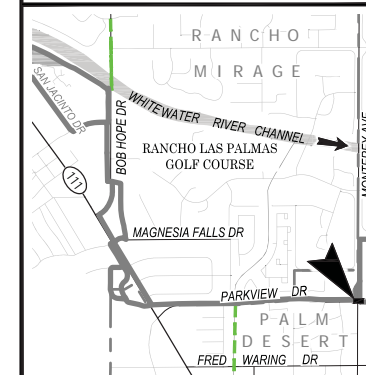 RANCHO
MIRAGE
SAN JACINTO DR
BOB HOPE DR
WHITEWATER RIVER CHANNEL
RANCHO LAS PALMAS
GOLF COURSE
MONTEREY AVE
111
MAGNESIA FALLS DR
PARKVIEW DR
PALM
DESERT
FRED WARING DR